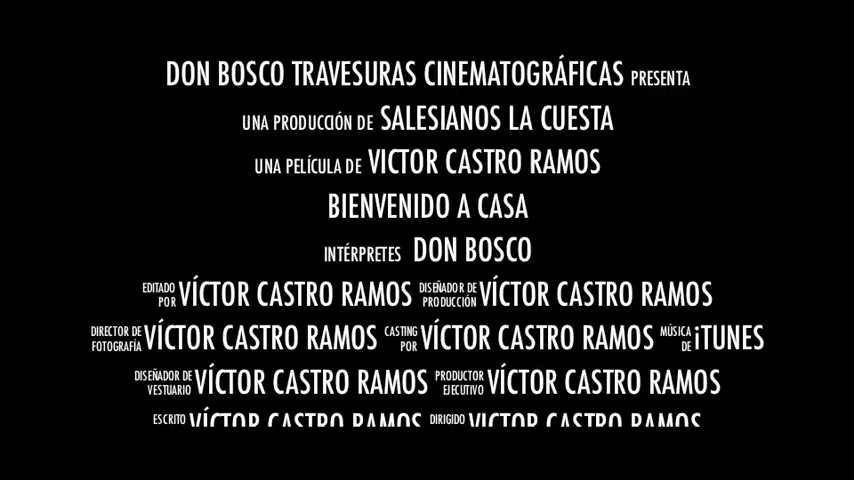 DON BOSCO TRAVESURAS CINEMATOGRÁFICAS PRESENTA
UNA PRODUCCIÓN DE SALESIANOS LA CUESTA
UNA PELÍCULA DE VICTOR CASTRO RAMOS
BIENVENIDO A CASA
INTÉRPRETES DON BOSCO
EDITADO POR VÍCTOR CASTRO RAMOS DISEÑADOR DE PRODUCCIÓN VÍCTOR CASTRO RAMOS
DIRECTOR DE FOTOGRAFÍA VÍCTOR CASTRO RAMOS CASTING POR VÍCTOR CASTRO RAMOS MÚSICA DE iTUNES
DISEÑADOR DE VESTUARIO VÍCTOR CASTRO RAMOS PRODUCTOR EJECUTIVO VÍCTOR CASTRO RAMOS
ESCRITO VÍCTOR CASTRO RAMOS DIRIGIDO VICTOR CASTRO RAMOS